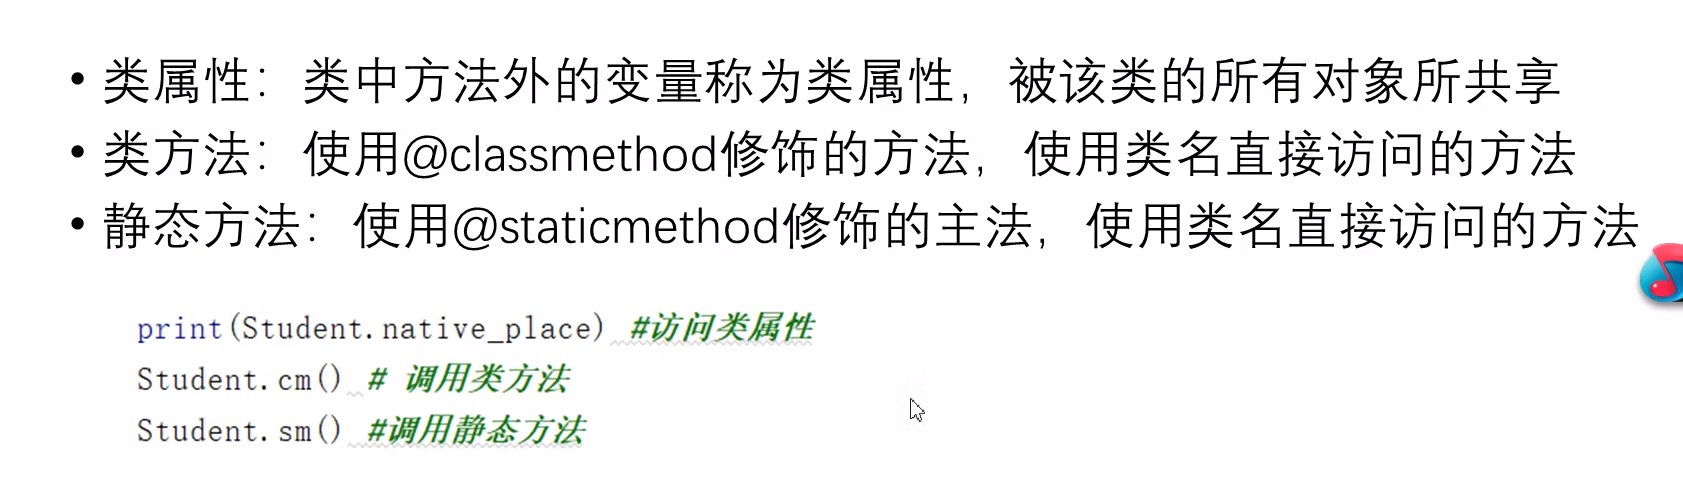 • 类属性：类中方法外的变量称为类属性，被该类的所有对象所共享
• 类方法：使用@classmethod修饰的方法，使用类名直接访问的方法
• 静态方法：使用@staticmethod修饰的主法，使用类名直接访问的方法
print(Student.native_place) #访问类属性
Student.cm() # 调用类方法
Student.sm() #调用静态方法